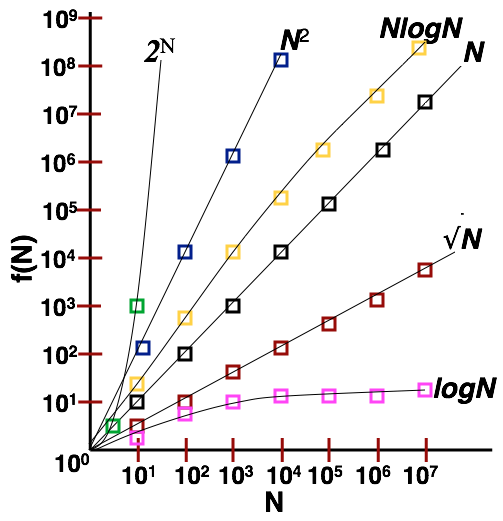 10⁹
NlogN
2ᴺ
N²
N
10⁸
10⁷
10⁶
10⁵
√N
10⁴
f(N)
10³
10²
10¹
logN
10⁰
10¹ 10² 10³ 10⁴ 10⁵ 10⁶ 10⁷
N